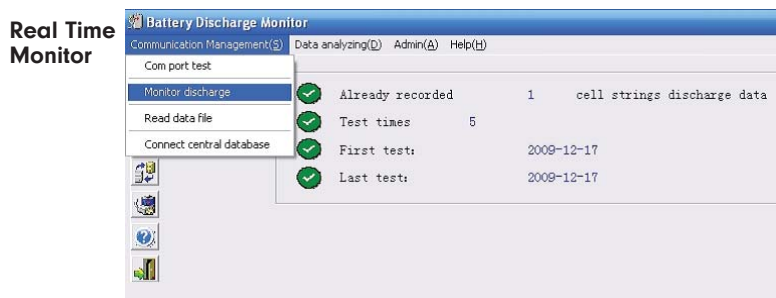 Real Time
Monitor
Battery Discharge Monitor
Communication Management(S) Data analyzing(D) Admin(A) Help(H)
Com port test
Monitor discharge
Read data file
Connect central database
Already recorded 1 cell strings discharge data
Test times 5
First test: 2009-12-17
Last test: 2009-12-17